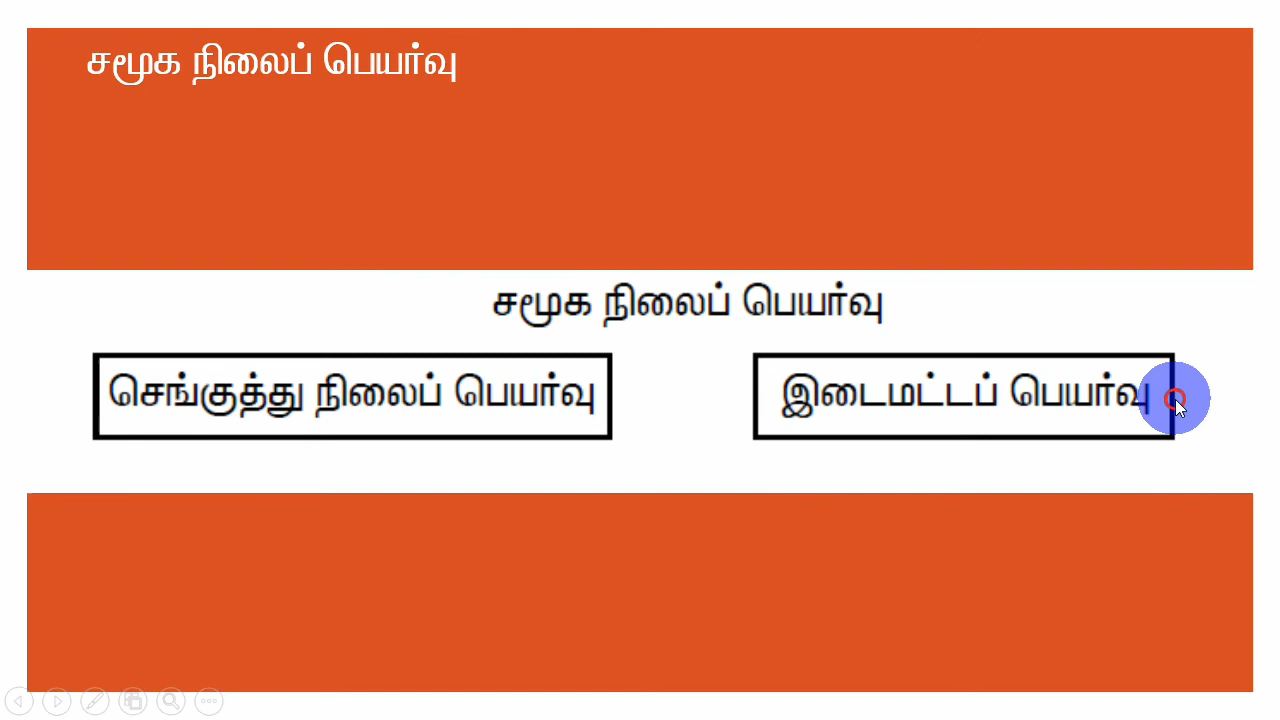 சமூக நிலைப் பெயர்வு
சமூக நிலைப் பெயர்வு
செங்குத்து நிலைப் பெயர்வு
இடைமட்டப் பெயர்வு